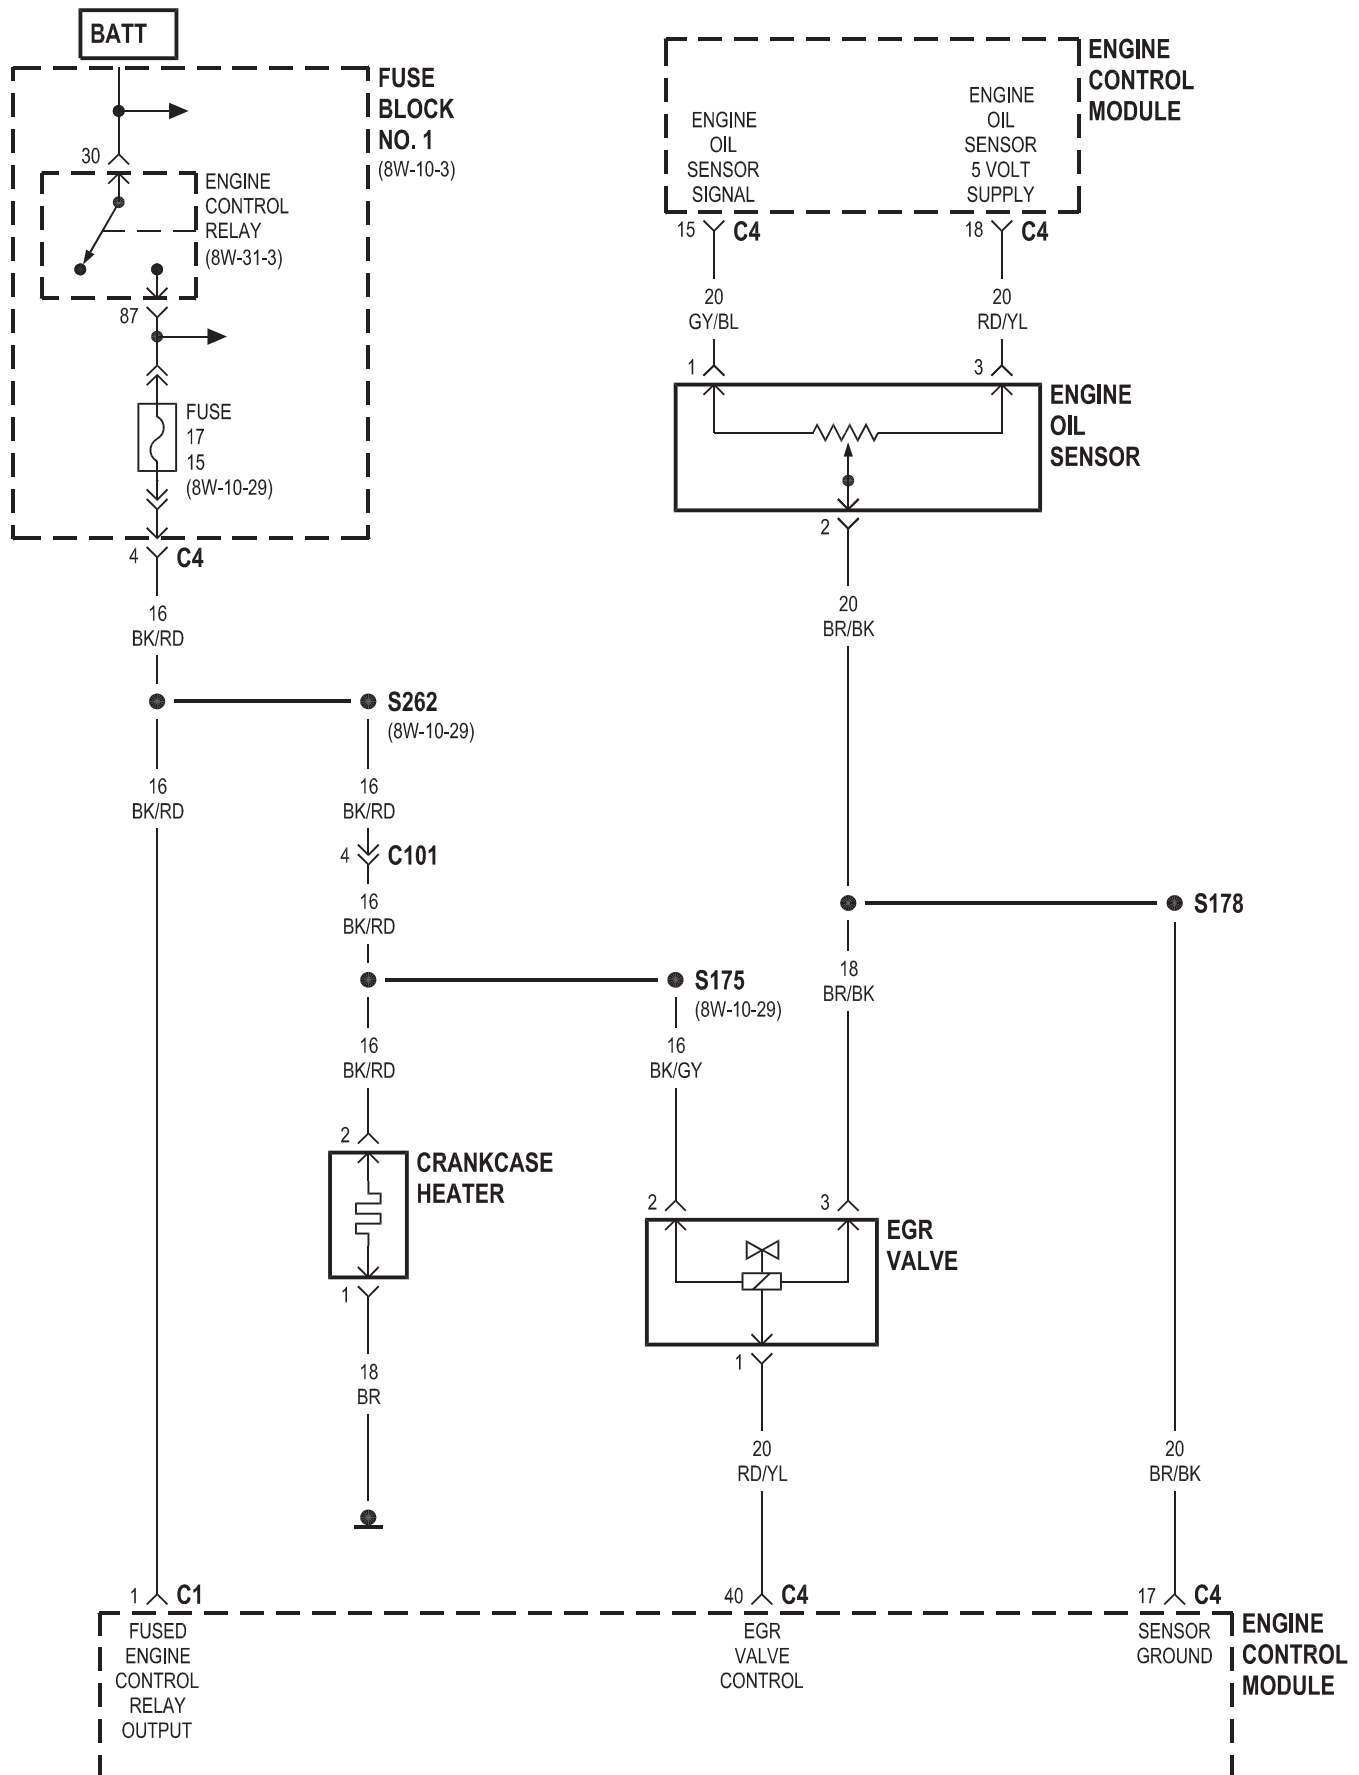 BATT
FUSE
BLOCK
NO. 1
(8W-10-3)
30
ENGINE
CONTROL
RELAY
(8W-31-3)
87
FUSE
17
15
(8W-10-29)
4
C4
16
BK/RD
S262
(8W-10-29)
16
BK/RD
16
BK/RD
4
C101
16
BK/RD
S175
(8W-10-29)
16
BK/RD
16
BK/GY
2
CRANKCASE
HEATER
1
18
BR
ENGINE
CONTROL
MODULE
ENGINE
OIL
SENSOR
SIGNAL
ENGINE
OIL
SENSOR
5 VOLT
SUPPLY
15
C4
18
C4
20
GY/BL
20
RD/YL
1
3
ENGINE
OIL
SENSOR
2
20
BR/BK
S178
18
BR/BK
2
3
EGR
VALVE
1
20
RD/YL
20
BR/BK
1
C1
40
C4
17
C4
FUSED
ENGINE
CONTROL
RELAY
OUTPUT
EGR
VALVE
CONTROL
SENSOR
GROUND
ENGINE
CONTROL
MODULE